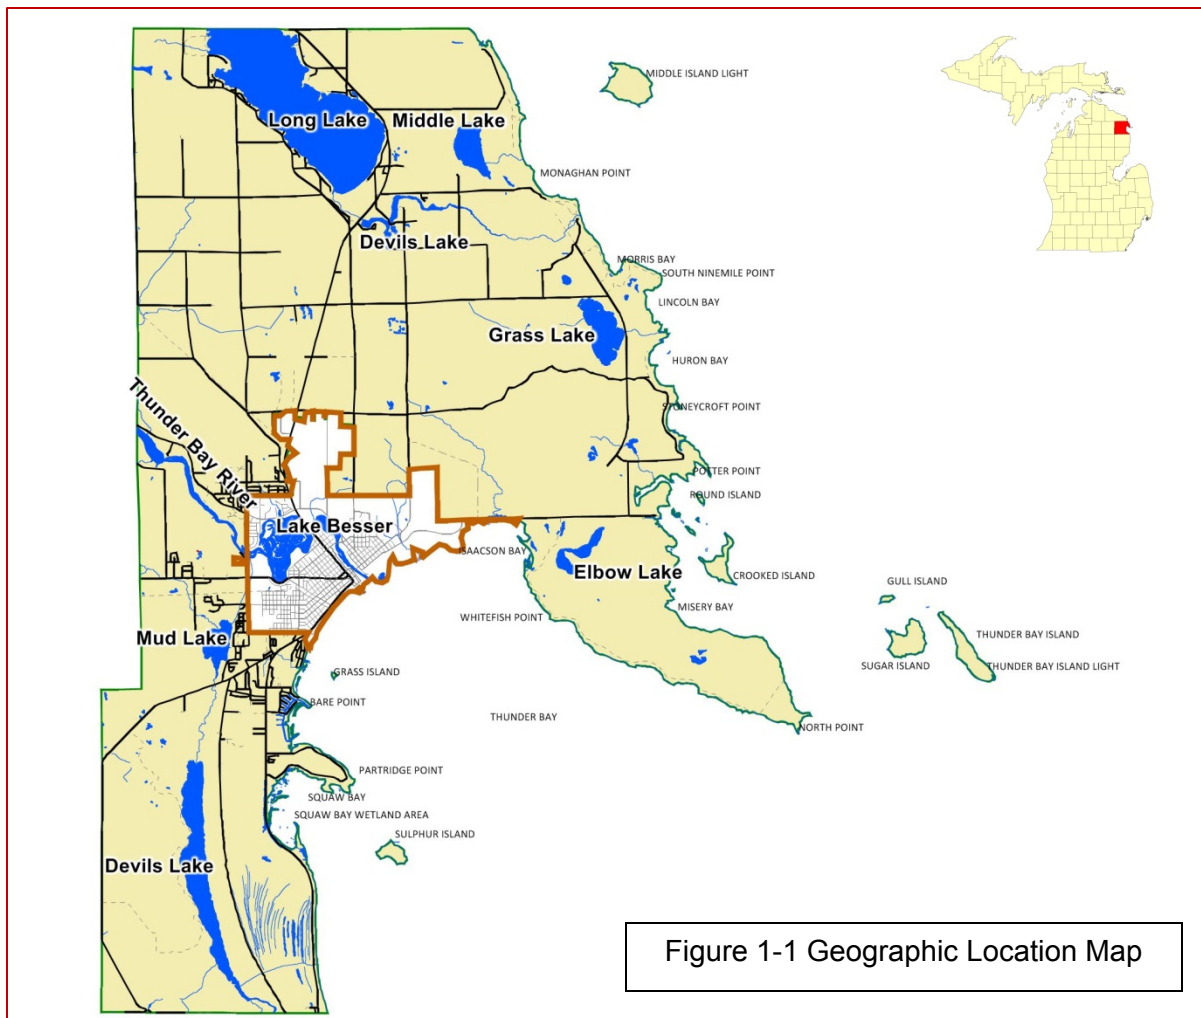 MIDDLE ISLAND LIGHT
Long Lake
Middle Lake
MONAGHAN POINT
Devils Lake
MORRIS BAY
SOUTH NINEMILE POINT
LINCOLN BAY
Grass Lake
HURON BAY
STONEYCROFT POINT
Thunder Bay River
POTTER POINT
ROUND ISLAND
Lake Besser
ISAACSON BAY
Elbow Lake
CROOKED ISLAND
GULL ISLAND
MISERY BAY
WHITEFISH POINT
Mud Lake
THUNDER BAY ISLAND
SUGAR ISLAND
THUNDER BAY ISLAND LIGHT
GRASS ISLAND
BARE POINT
THUNDER BAY
NORTH POINT
PARTRIDGE POINT
SQUAW BAY
SQUAW BAY WETLAND AREA
SULPHUR ISLAND
Devils Lake
Figure 1-1 Geographic Location Map